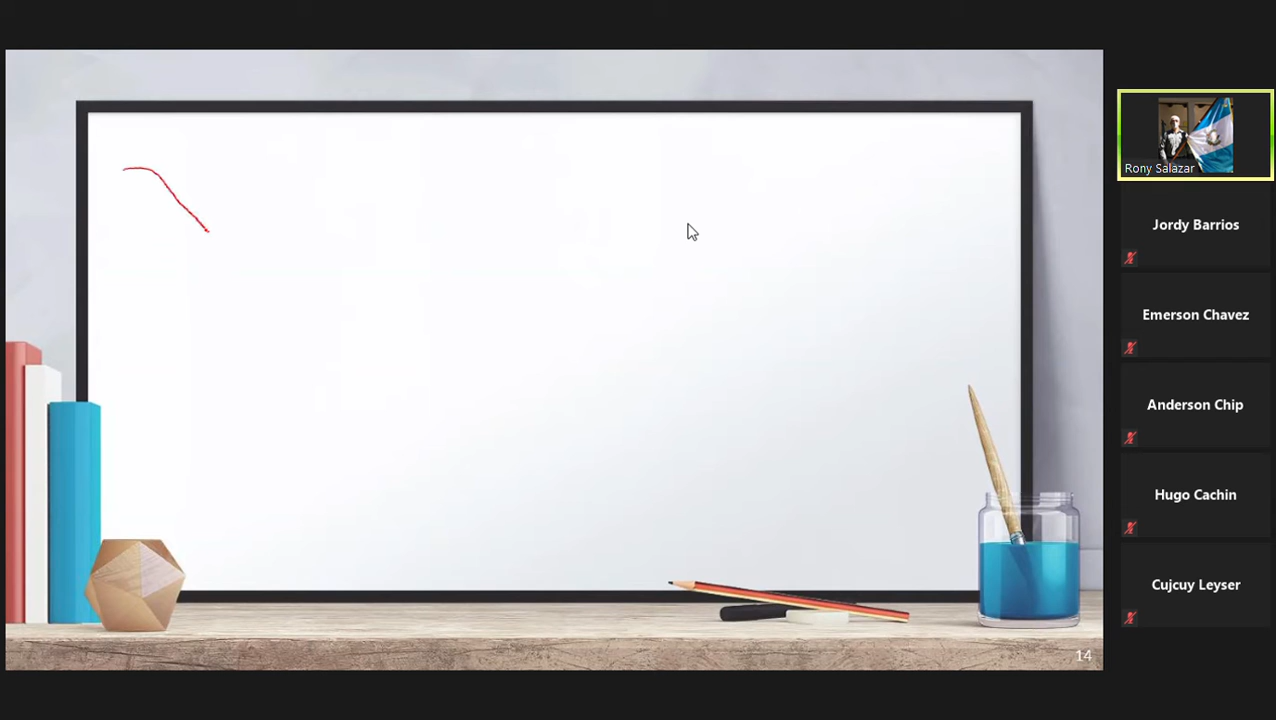 Rony Salazar
Jordy Barrios
Emerson Chavez
Anderson Chip
Hugo Cachin
Cujcuy Leyser
14